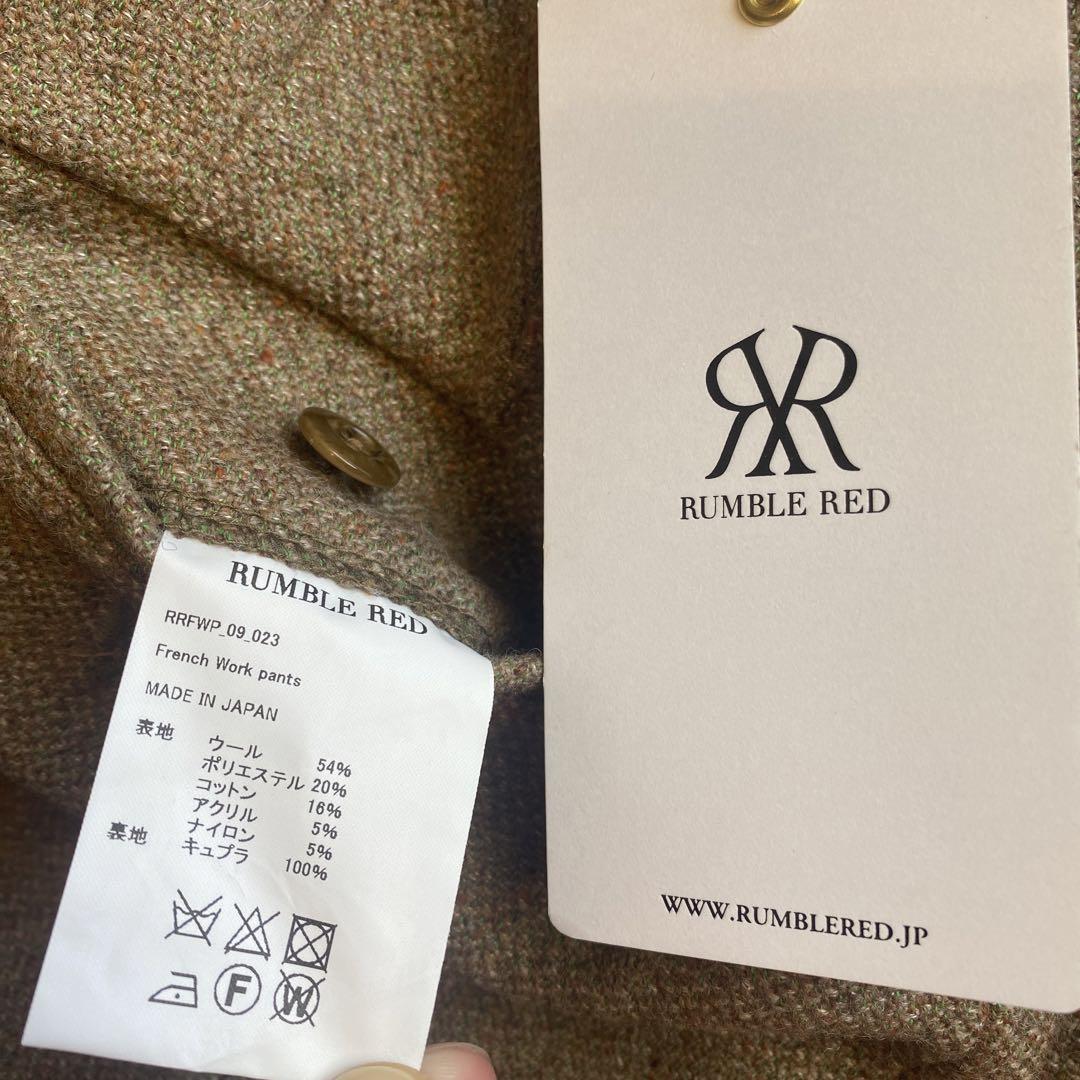 RUMBLE RED
RRFWP_09_023
French Work pants
MADE IN JAPAN
表地 ウール 54%
ポリエステル 20%
コットン 16%
アクリル 5%
ナイロン 5%
裏地 キュプラ 100%
F W
RR
RUMBLE RED
WWW.RUMBLERED.JP